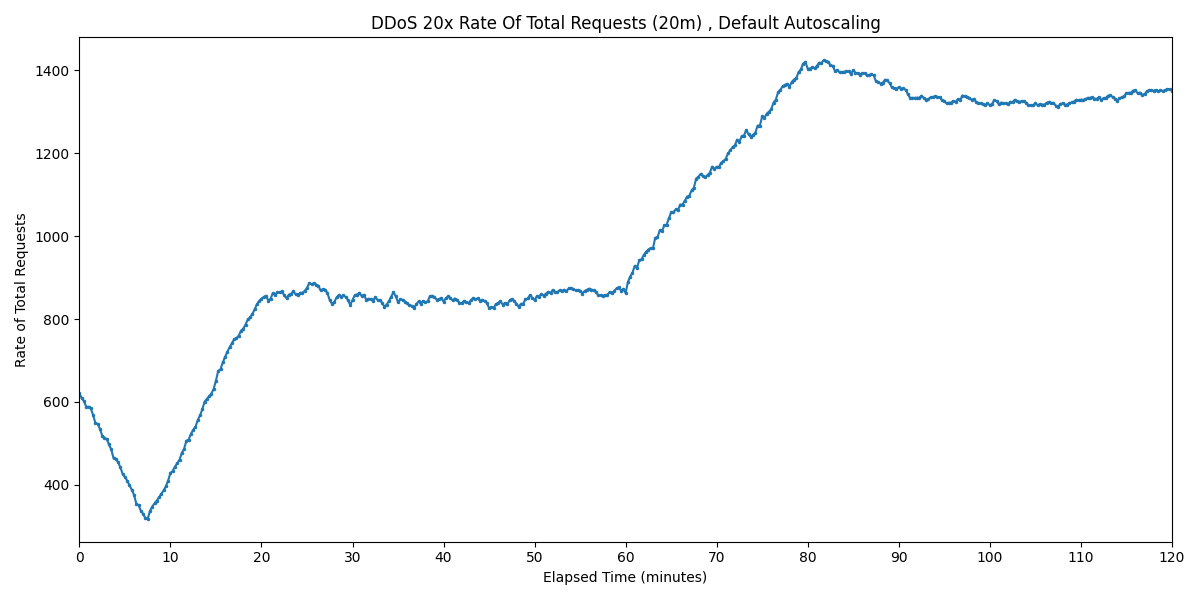 DDoS 20x Rate Of Total Requests (20m) , Default Autoscaling
Rate of Total Requests
1400
1200
1000
800
600
400
0 10 20 30 40 50 60 70 80 90 100 110 120
Elapsed Time (minutes)